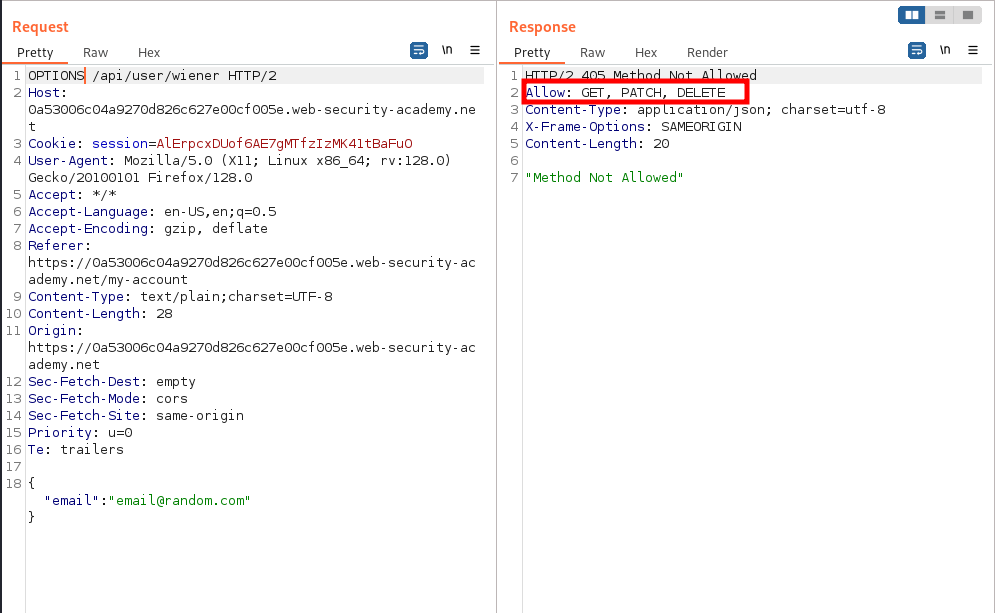 Request
Pretty Raw Hex
\n
1 OPTIONS /api/user/wiener HTTP/2
2 Host:
0a53006c04a9270d826c627e00cf005e.web-security-academy.ne
t
3 Cookie: session=AlErpcxDUof6AE7gMTfzIzMK41tBaFuO
4 User-Agent: Mozilla/5.0 (X11; Linux x86_64; rv:128.0)
Gecko/20100101 Firefox/128.0
5 Accept: */*
6 Accept-Language: en-US,en;q=0.5
7 Accept-Encoding: gzip, deflate
8 Referer:
https://0a53006c04a9270d826c627e00cf005e.web-security-ac
ademy.net/my-account
9 Content-Type: text/plain;charset=UTF-8
10 Content-Length: 28
11 Origin:
https://0a53006c04a9270d826c627e00cf005e.web-security-ac
ademy.net
12 Sec-Fetch-Dest: empty
13 Sec-Fetch-Mode: cors
14 Sec-Fetch-Site: same-origin
15 Priority: u=0
16 Te: trailers
17
18 {
"email":"email@random.com"
}
Response
Pretty Raw Hex Render
\n
1 HTTP/2 405 Method Not Allowed
2 Allow: GET, PATCH, DELETE
3 Content-Type: application/json; charset=utf-8
4 X-Frame-Options: SAMEORIGIN
5 Content-Length: 20
6
7 "Method Not Allowed"